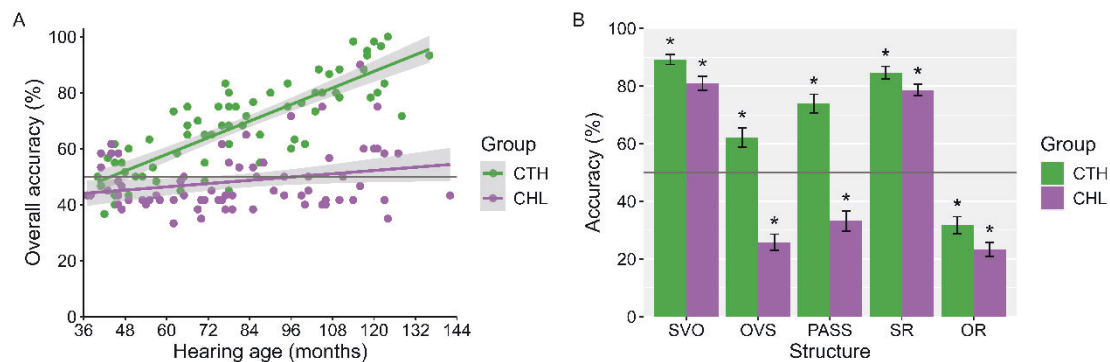 A
Overall accuracy (%)
100
80
60
40
20
0
36 48 60 72 84 96 108 120 132 144
Hearing age (months)
Group
CTH
CHL
B
Accuracy (%)
100
80
60
40
20
0
* * * * * * * * * *
SVO OVS PASS SR OR
Structure
Group
CTH
CHL